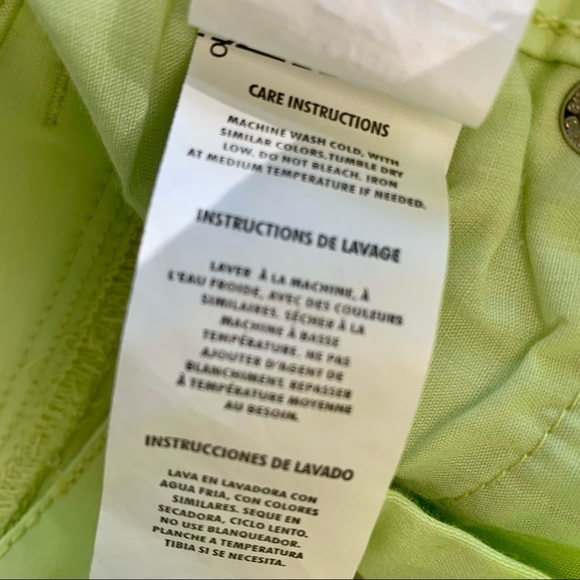 CARE INSTRUCTIONS
MACHINE WASH COLD, WITH
SIMILAR COLORS.TUMBLE DRY
LOW. DO NOT BLEACH. IRON
AT MEDIUM TEMPERATURE IF NEEDED.
INSTRUCTIONS DE LAVAGE
LAVER À LA MACHINE, À
L'EAU FROIDE, AVEC DES COULEURS
SIMILAIRES. SÉCHER À LA
MACHINE À BASSE
TEMPÉRATURE. NE PAS
AJOUTER D'AGENT DE
BLANCHIMENT. REPASSER
À TEMPÉRATURE MOYENNE
AU BESOIN.
INSTRUCCIONES DE LAVADO
LAVA EN LAVADORA CON
AGUA FRIA, CON COLORES
SIMILARES. SEQUE EN
SECADORA, CICLO LENTO.
NO USE BLANQUEADOR.
PLANCHE A TEMPERATURA
TIBIA SI SE NECESITA.